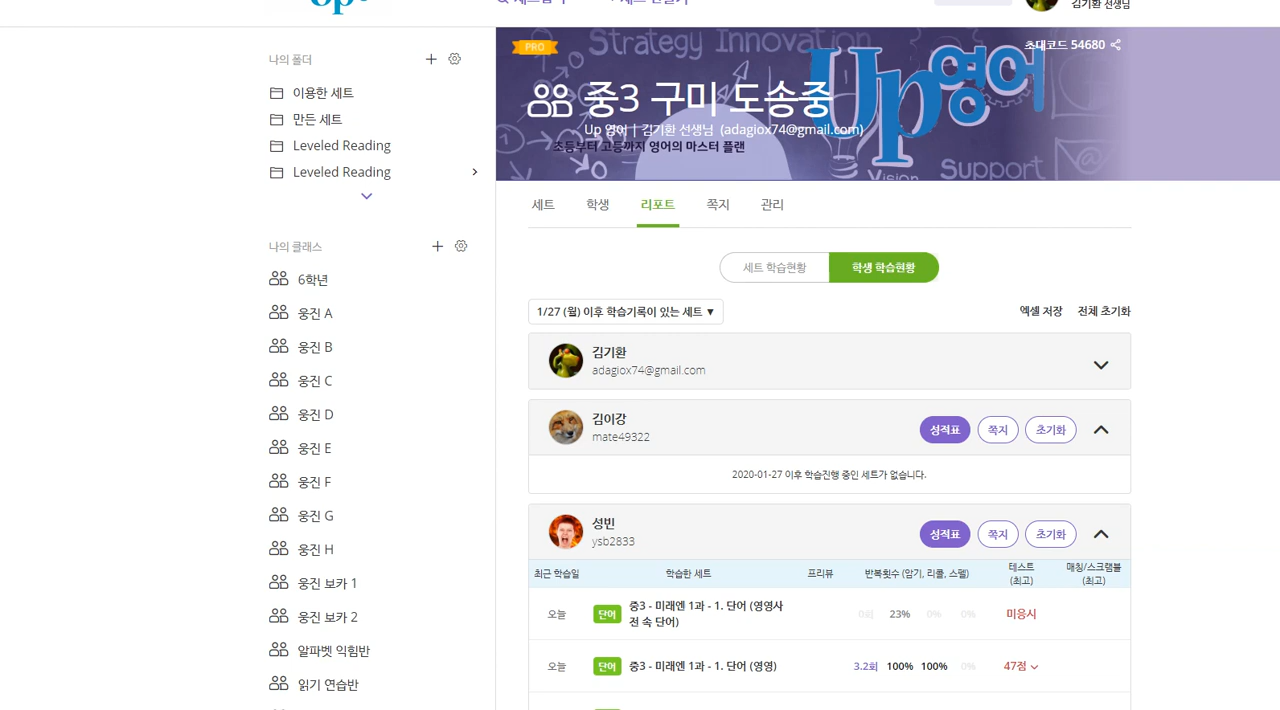 김기환 선생님
나의 폴더
이용한 세트
만든 세트
Leveled Reading
Leveled Reading
나의 클래스
6학년
웅진 A
웅진 B
웅진 C
웅진 D
웅진 E
웅진 F
웅진 G
웅진 H
웅진 보카 1
웅진 보카 2
알파벳 익힘반
읽기 연습반
PRO
Strategy Innovation
초대코드 54680
Up영어
중3 구미 도송중
Up 영어 | 김기환 선생님 (adagiox74@gmail.com)
초등부터 고등까지 영어의 마스터 플랜
Vision
Support
세트 학생 리포트 쪽지 관리
세트 학습현황 학생 학습현황
1/27 (월) 이후 학습기록이 있는 세트 ▼
엑셀 저장 전체 초기화
김기환
adagiox74@gmail.com
김이강
mate49322
성적표 쪽지 초기화
2020-01-27 이후 학습진행 중인 세트가 없습니다.
성빈
ysb2833
성적표 쪽지 초기화
최근 학습일 학습한 세트 프리뷰 반복횟수 (암기, 리콜, 스펠) 테스트 (최고) 매칭/스크램블 (최고)
오늘 단어 중3 - 미래엔 1과 - 1. 단어 (영영사
전 속 단어)
0회 23% 0% 0% 미응시
오늘 단어 중3 - 미래엔 1과 - 1. 단어 (영영) 3.2회 100% 100% 0% 47점